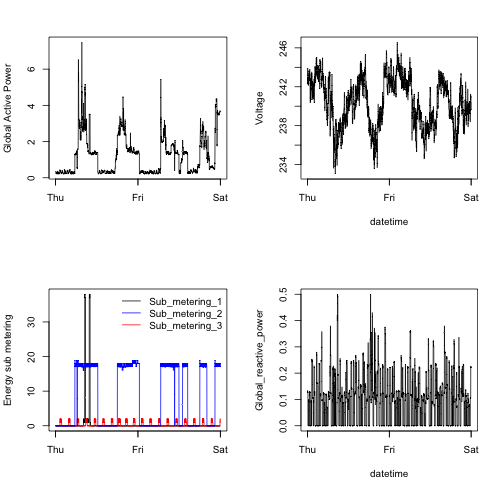 Global Active Power
0 2 4 6
Thu Fri Sat
Voltage
234 238 242 246
Thu Fri Sat
datetime
Energy sub metering
0 10 20 30
Sub_metering_1
Sub_metering_2
Sub_metering_3
Thu Fri Sat
Global_reactive_power
0.0 0.1 0.2 0.3 0.4 0.5
Thu Fri Sat
datetime